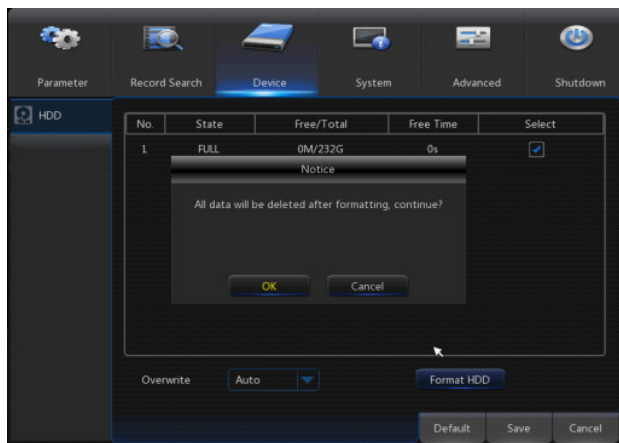 Parameter Record Search Device System Advanced Shutdown
HDD
No. State Free/Total Free Time Select
1 FULL 0M/232G 0s
Notice
All data will be deleted after formatting, continue?
OK Cancel
Overwrite Auto Format HDD
Default Save Cancel